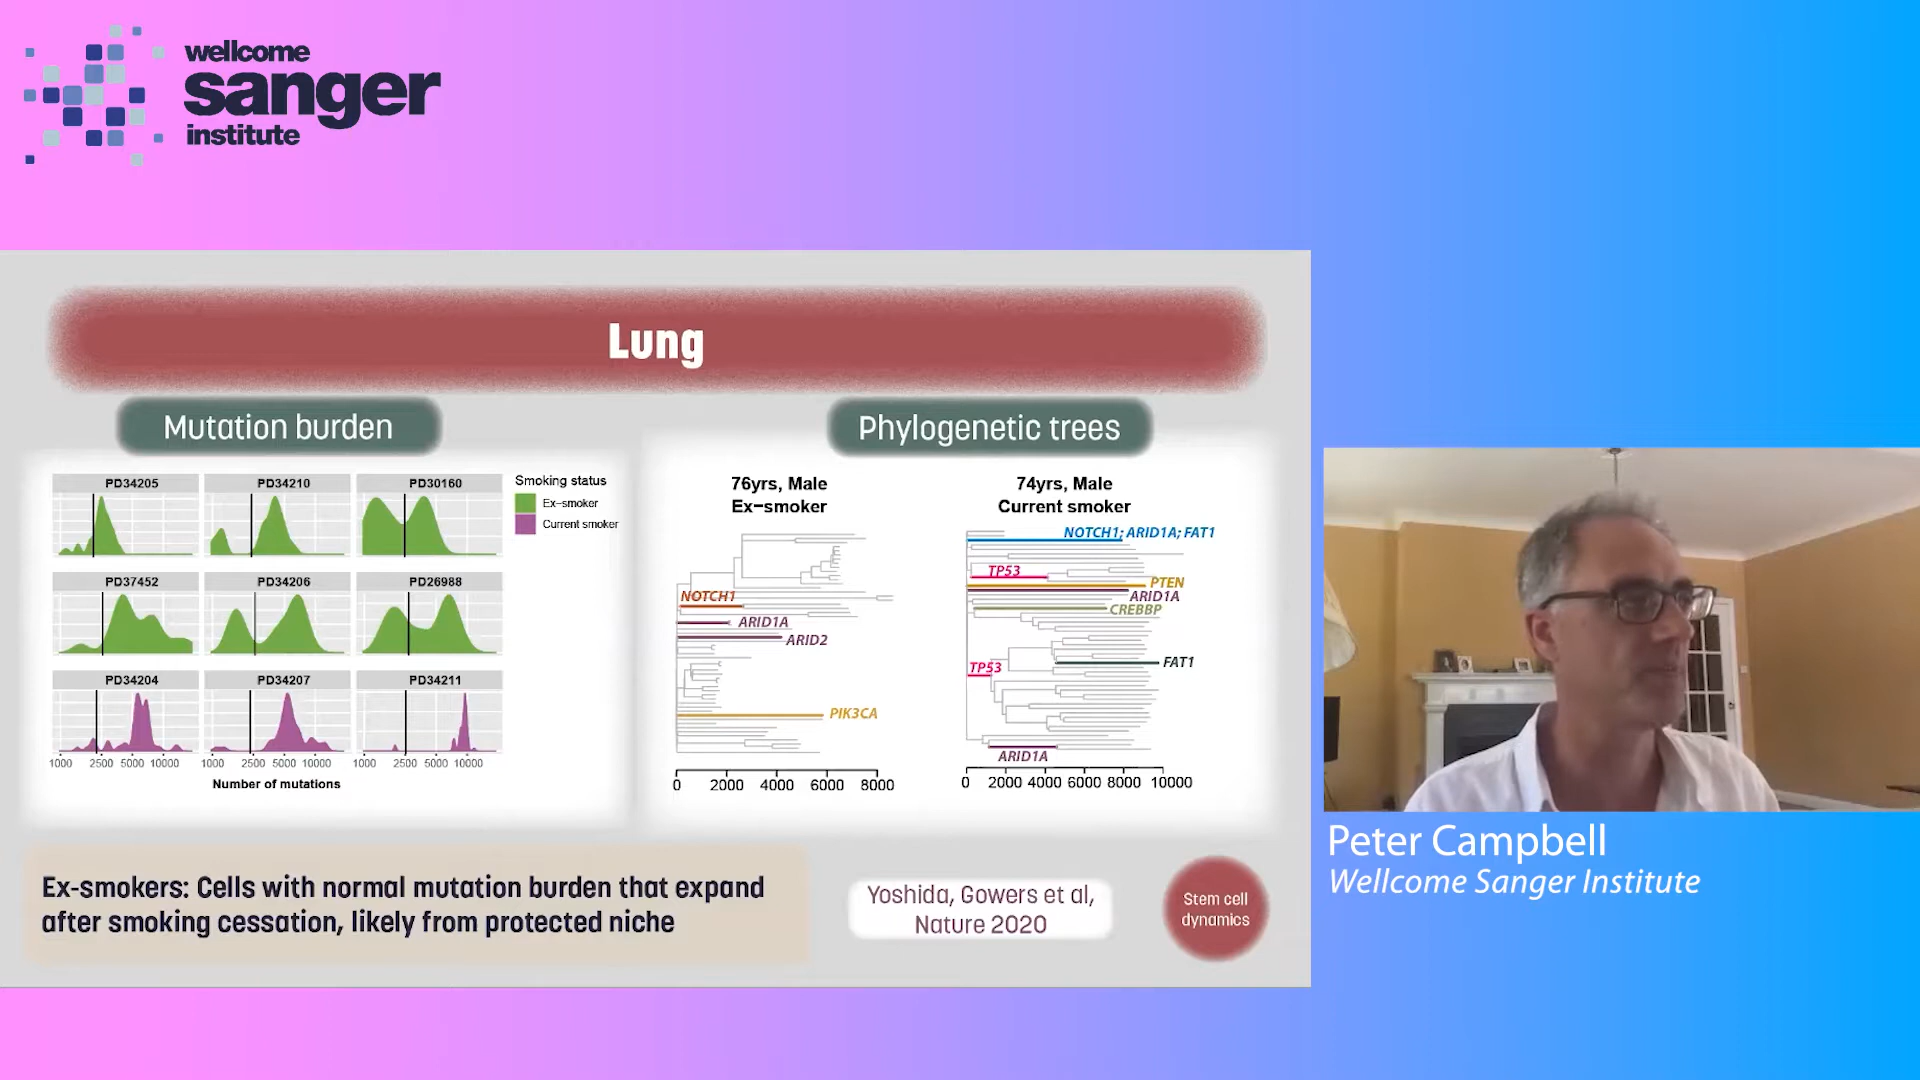 wellcome
sanger
institute
Lung
Mutation burden
Phylogenetic trees
PD34205
PD34210
PD30160
Smoking status
Ex-smoker
Current smoker
PD37452
PD34206
PD26988
PD34204
PD34207
PD34211
1000 2500 5000 10000
1000 2500 5000 10000
1000 2500 5000 10000
Number of mutations
76yrs, Male
Ex-smoker
NOTCH1
ARID1A
ARID2
PIK3CA
0 2000 4000 6000 8000
74yrs, Male
Current smoker
NOTCH1; ARID1A; FAT1
TP53
PTEN
ARID1A
CREBBP
FAT1
TP53
ARID1A
0 2000 4000 6000 8000 10000
Ex-smokers: Cells with normal mutation burden that expand
after smoking cessation, likely from protected niche
Yoshida, Gowers et al,
Nature 2020
Stem cell
dynamics
Peter Campbell
Wellcome Sanger Institute